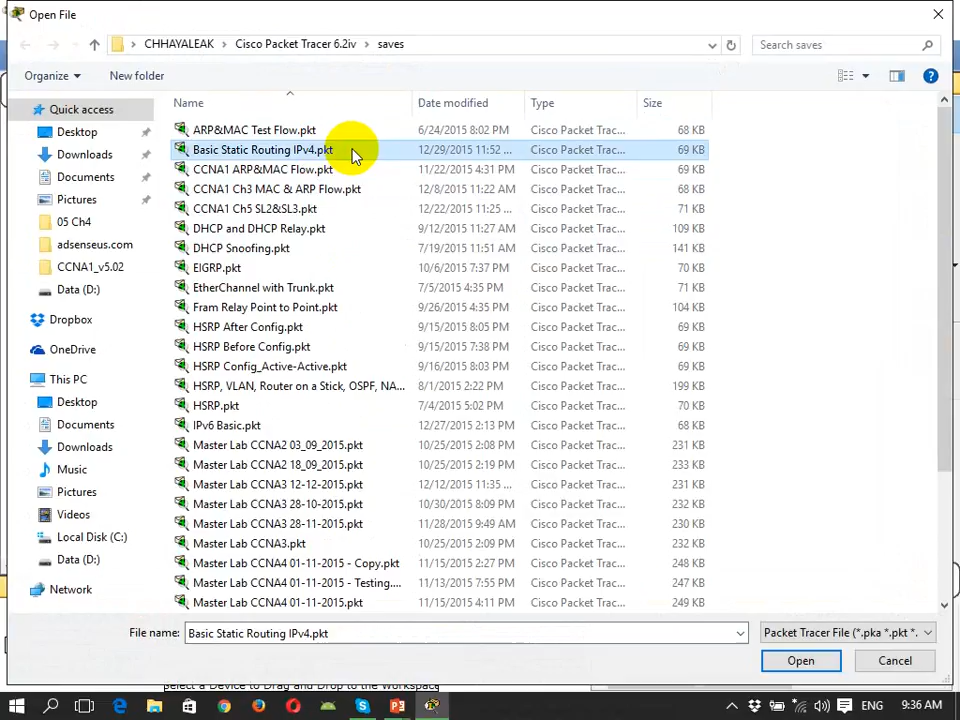 Open File
CHHAYALEAK › Cisco Packet Tracer 6.2iv › saves
Search saves
Organize
New folder
Name
Date modified
Type
Size
Quick access
Desktop
Downloads
Documents
Pictures
05 Ch4
adsenseus.com
CCNA1_v5.02
Data (D:)
Dropbox
OneDrive
This PC
Desktop
Documents
Downloads
Music
Pictures
Videos
Local Disk (C:)
Data (D:)
Network
ARP&MAC Test Flow.pkt 6/24/2015 8:02 PM Cisco Packet Trac... 68 KB
Basic Static Routing IPv4.pkt 12/29/2015 11:52 ... Cisco Packet Trac... 69 KB
CCNA1 ARP&MAC Flow.pkt 11/22/2015 4:31 PM Cisco Packet Trac... 69 KB
CCNA1 Ch3 MAC & ARP Flow.pkt 12/8/2015 11:22 AM Cisco Packet Trac... 68 KB
CCNA1 Ch5 SL2&SL3.pkt 12/22/2015 11:25 ... Cisco Packet Trac... 71 KB
DHCP and DHCP Relay.pkt 9/12/2015 11:27 AM Cisco Packet Trac... 109 KB
DHCP Snoofing.pkt 7/19/2015 11:51 AM Cisco Packet Trac... 141 KB
EIGRP.pkt 10/6/2015 7:37 PM Cisco Packet Trac... 70 KB
EtherChannel with Trunk.pkt 7/5/2015 4:35 PM Cisco Packet Trac... 71 KB
Fram Relay Point to Point.pkt 9/26/2015 4:35 PM Cisco Packet Trac... 104 KB
HSRP After Config.pkt 9/15/2015 8:05 PM Cisco Packet Trac... 69 KB
HSRP Before Config.pkt 9/15/2015 7:38 PM Cisco Packet Trac... 69 KB
HSRP Config_Active-Active.pkt 9/16/2015 8:03 PM Cisco Packet Trac... 69 KB
HSRP, VLAN, Router on a Stick, OSPF, NA... 8/1/2015 2:22 PM Cisco Packet Trac... 199 KB
HSRP.pkt 7/4/2015 5:02 PM Cisco Packet Trac... 70 KB
IPv6 Basic.pkt 12/27/2015 2:13 PM Cisco Packet Trac... 68 KB
Master Lab CCNA2 03_09_2015.pkt 10/25/2015 2:08 PM Cisco Packet Trac... 231 KB
Master Lab CCNA2 18_09_2015.pkt 10/25/2015 2:19 PM Cisco Packet Trac... 233 KB
Master Lab CCNA3 12-12-2015.pkt 12/12/2015 11:35 ... Cisco Packet Trac... 230 KB
Master Lab CCNA3 28-10-2015.pkt 10/30/2015 8:09 PM Cisco Packet Trac... 231 KB
Master Lab CCNA3 28-11-2015.pkt 11/28/2015 9:49 AM Cisco Packet Trac... 230 KB
Master Lab CCNA3.pkt 10/25/2015 2:09 PM Cisco Packet Trac... 232 KB
Master Lab CCNA4 01-11-2015 - Copy.pkt 11/15/2015 2:27 PM Cisco Packet Trac... 248 KB
Master Lab CCNA4 01-11-2015 - Testing.... 11/13/2015 7:55 PM Cisco Packet Trac... 247 KB
Master Lab CCNA4 01-11-2015.pkt 11/15/2015 4:11 PM Cisco Packet Trac... 249 KB
File name: Basic Static Routing IPv4.pkt
Packet Tracer File (*.pka *.pkt *.
Open
Cancel
Select a Device to Drag and Drop to the Workspace
ENG
9:36 AM